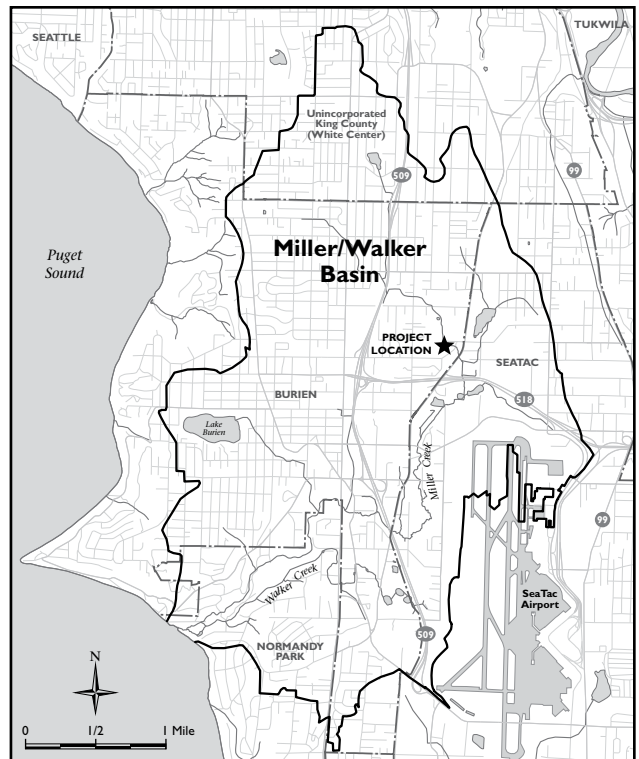 SEATTLE
TUKWILA
Unincorporated
King County
(White Center)
509
99
Miller/Walker
Basin
Puget
Sound
PROJECT
LOCATION
SEATAC
BURIEN
518
Lake
Burien
Miller Creek
99
Walker Creek
SeaTac
Airport
509
NORMANDY
PARK
N
0 1/2 1 Mile